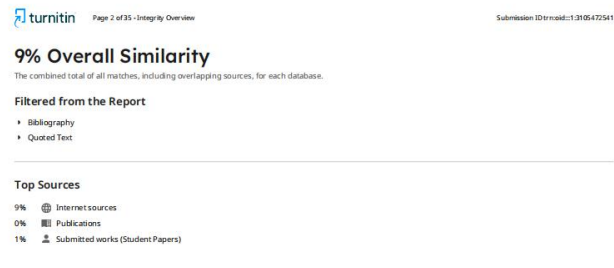 turnitin Page 2 of 35 - Integrity Overview Submission ID trn:oid:::1:3105472541
9% Overall Similarity
The combined total of all matches, including overlapping sources, for each database.
Filtered from the Report
Bibliography
Quoted Text
Top Sources
9% Internet sources
0% Publications
1% Submitted works (Student Papers)